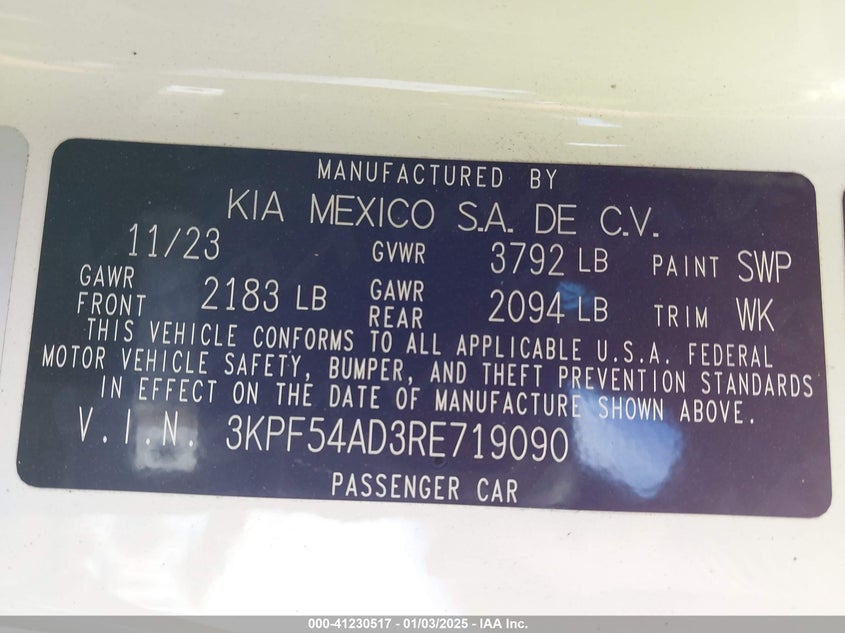 MANUFACTURED BY
KIA MEXICO S.A. DE C.V.
11/23 GVWR 3792 LB PAINT SWP
GAWR FRONT 2183 LB GAWR REAR 2094 LB TRIM WK
THIS VEHICLE CONFORMS TO ALL APPLICABLE U.S.A. FEDERAL
MOTOR VEHICLE SAFETY, BUMPER, AND THEFT PREVENTION STANDARDS
IN EFFECT ON THE DATE OF MANUFACTURE SHOWN ABOVE.
V.I.N. 3KPF54AD3RE719090
PASSENGER CAR
000-41230517 — 01/03/2025 — IAA Inc.